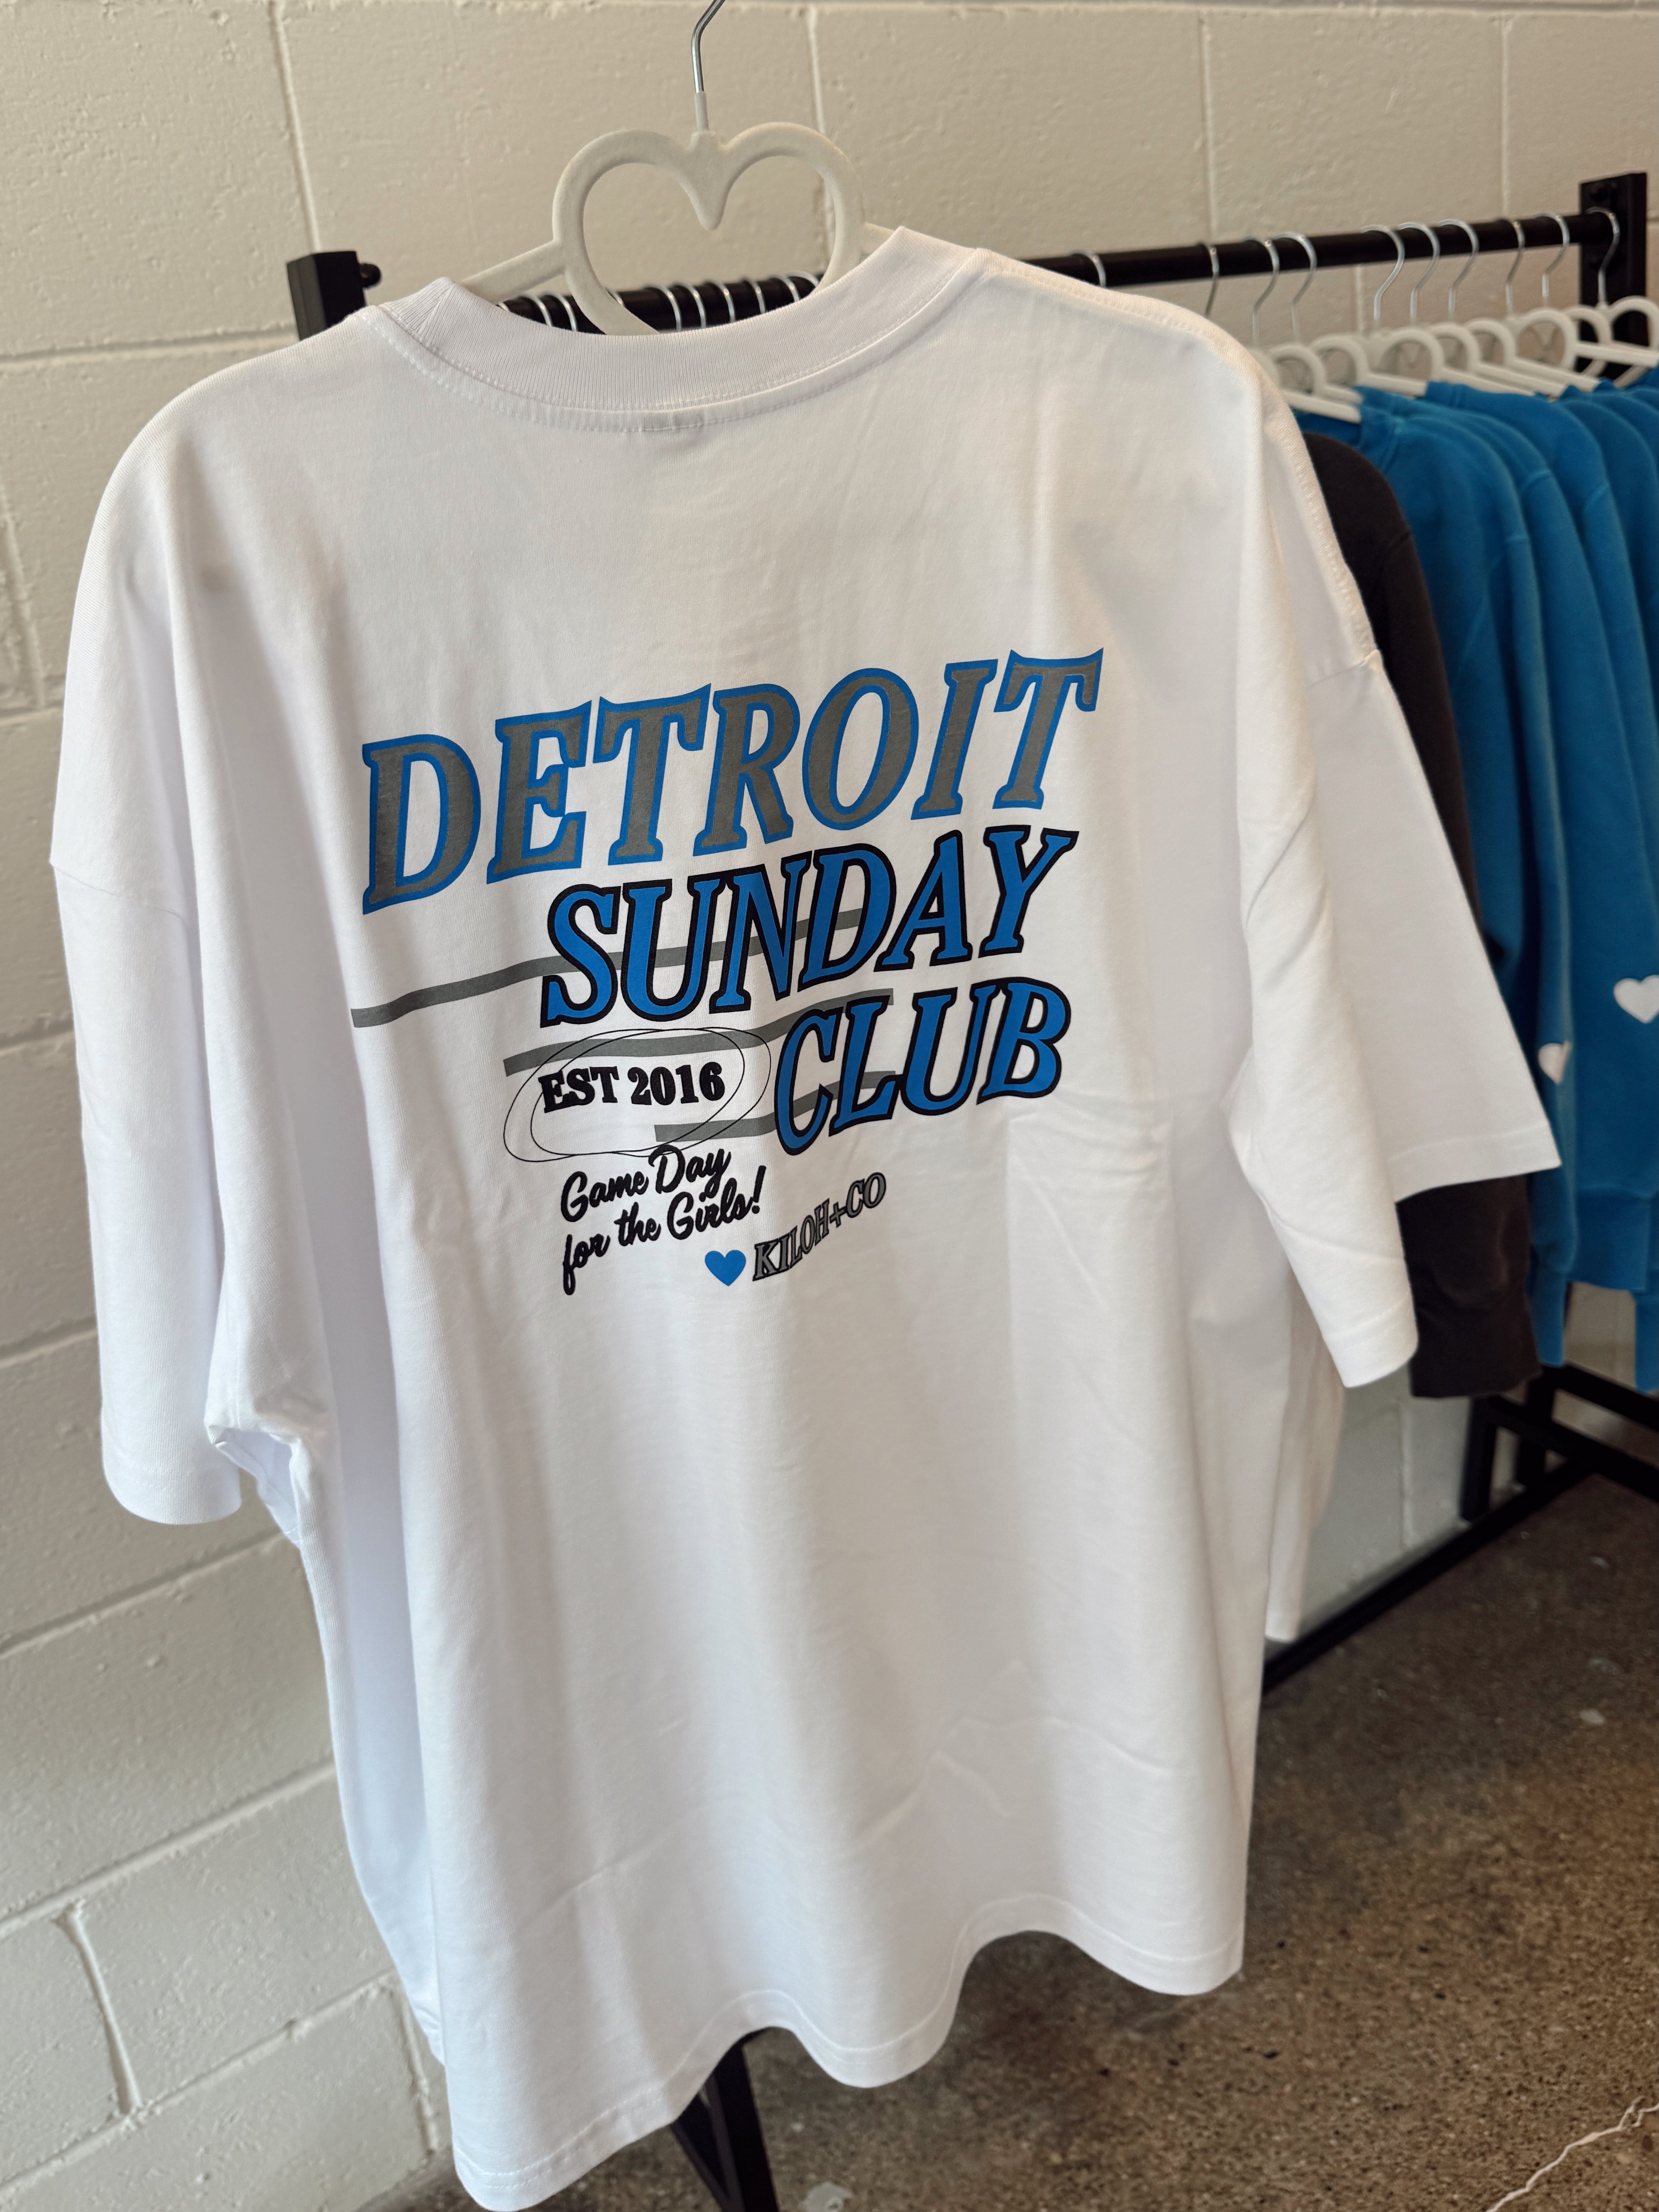 DETROIT
SUNDAY
CLUB
EST 2016
Game Day
for the Girls!
KILOH+CO